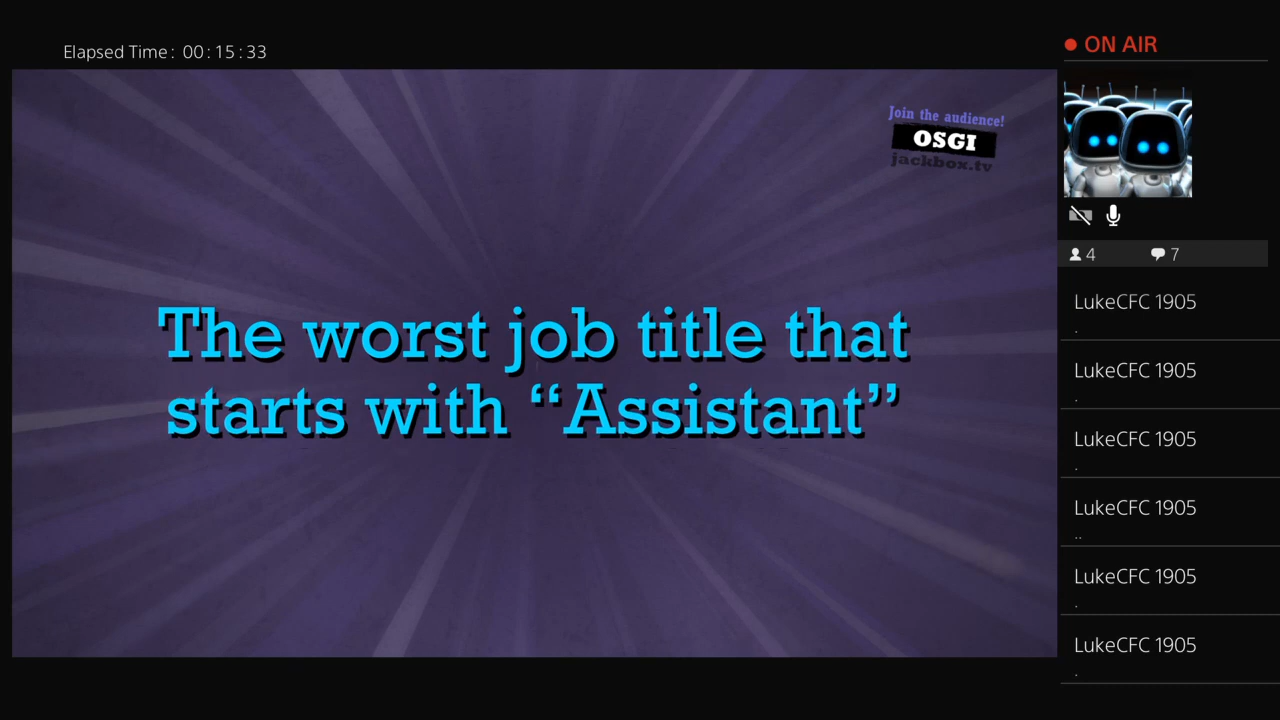 Elapsed Time: 00:15:33
ON AIR
Join the audience!
OSGI
jackbox.tv
The worst job title that
starts with “Assistant”
4
7
LukeCFC 1905
.
LukeCFC 1905
.
LukeCFC 1905
.
LukeCFC 1905
..
LukeCFC 1905
.
LukeCFC 1905
.